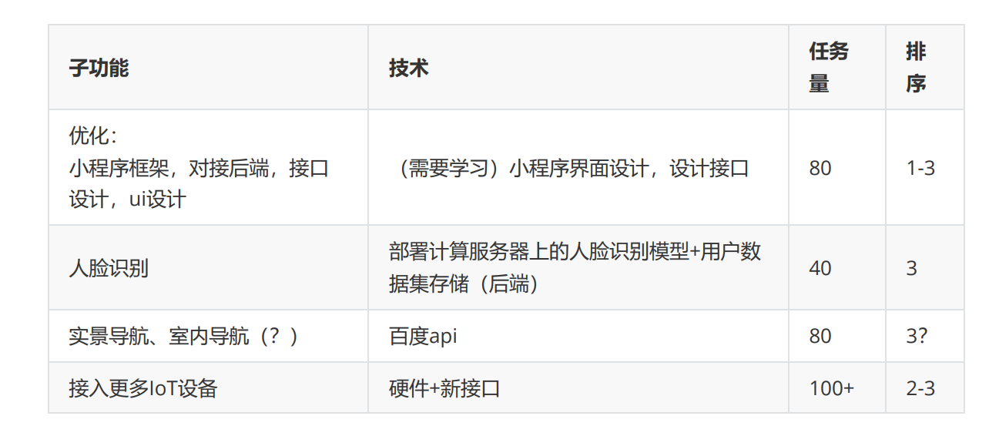 子功能
技术
任务
量
排
序
优化：
小程序框架，对接后端，接口
设计，ui设计
（需要学习）小程序界面设计，设计接口
80
1-3
人脸识别
部署计算服务器上的人脸识别模型+用户数
据集存储（后端）
40
3
实景导航、室内导航（？）
百度api
80
3？
接入更多IoT设备
硬件+新接口
100+
2-3